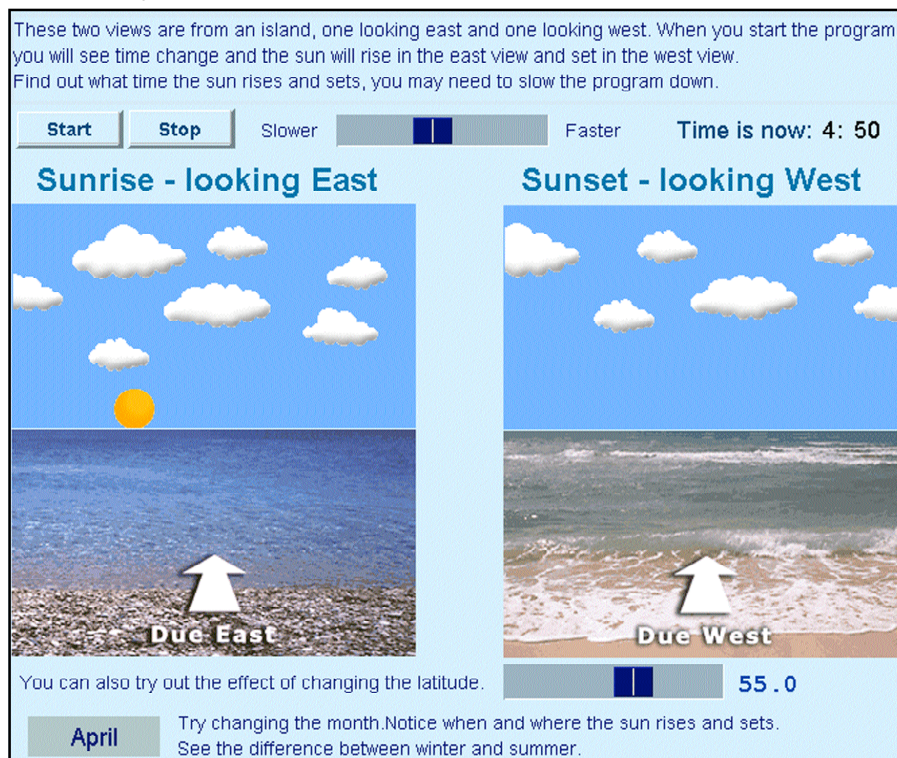 These two views are from an island, one looking east and one looking west. When you start the program
you will see time change and the sun will rise in the east view and set in the west view.
Find out what time the sun rises and sets, you may need to slow the program down.
Start Stop Slower Faster Time is now: 4: 50
Sunrise - looking East
Sunset - looking West
Due East
Due West
You can also try out the effect of changing the latitude. 55.0
April
Try changing the month.Notice when and where the sun rises and sets.
See the difference between winter and summer.